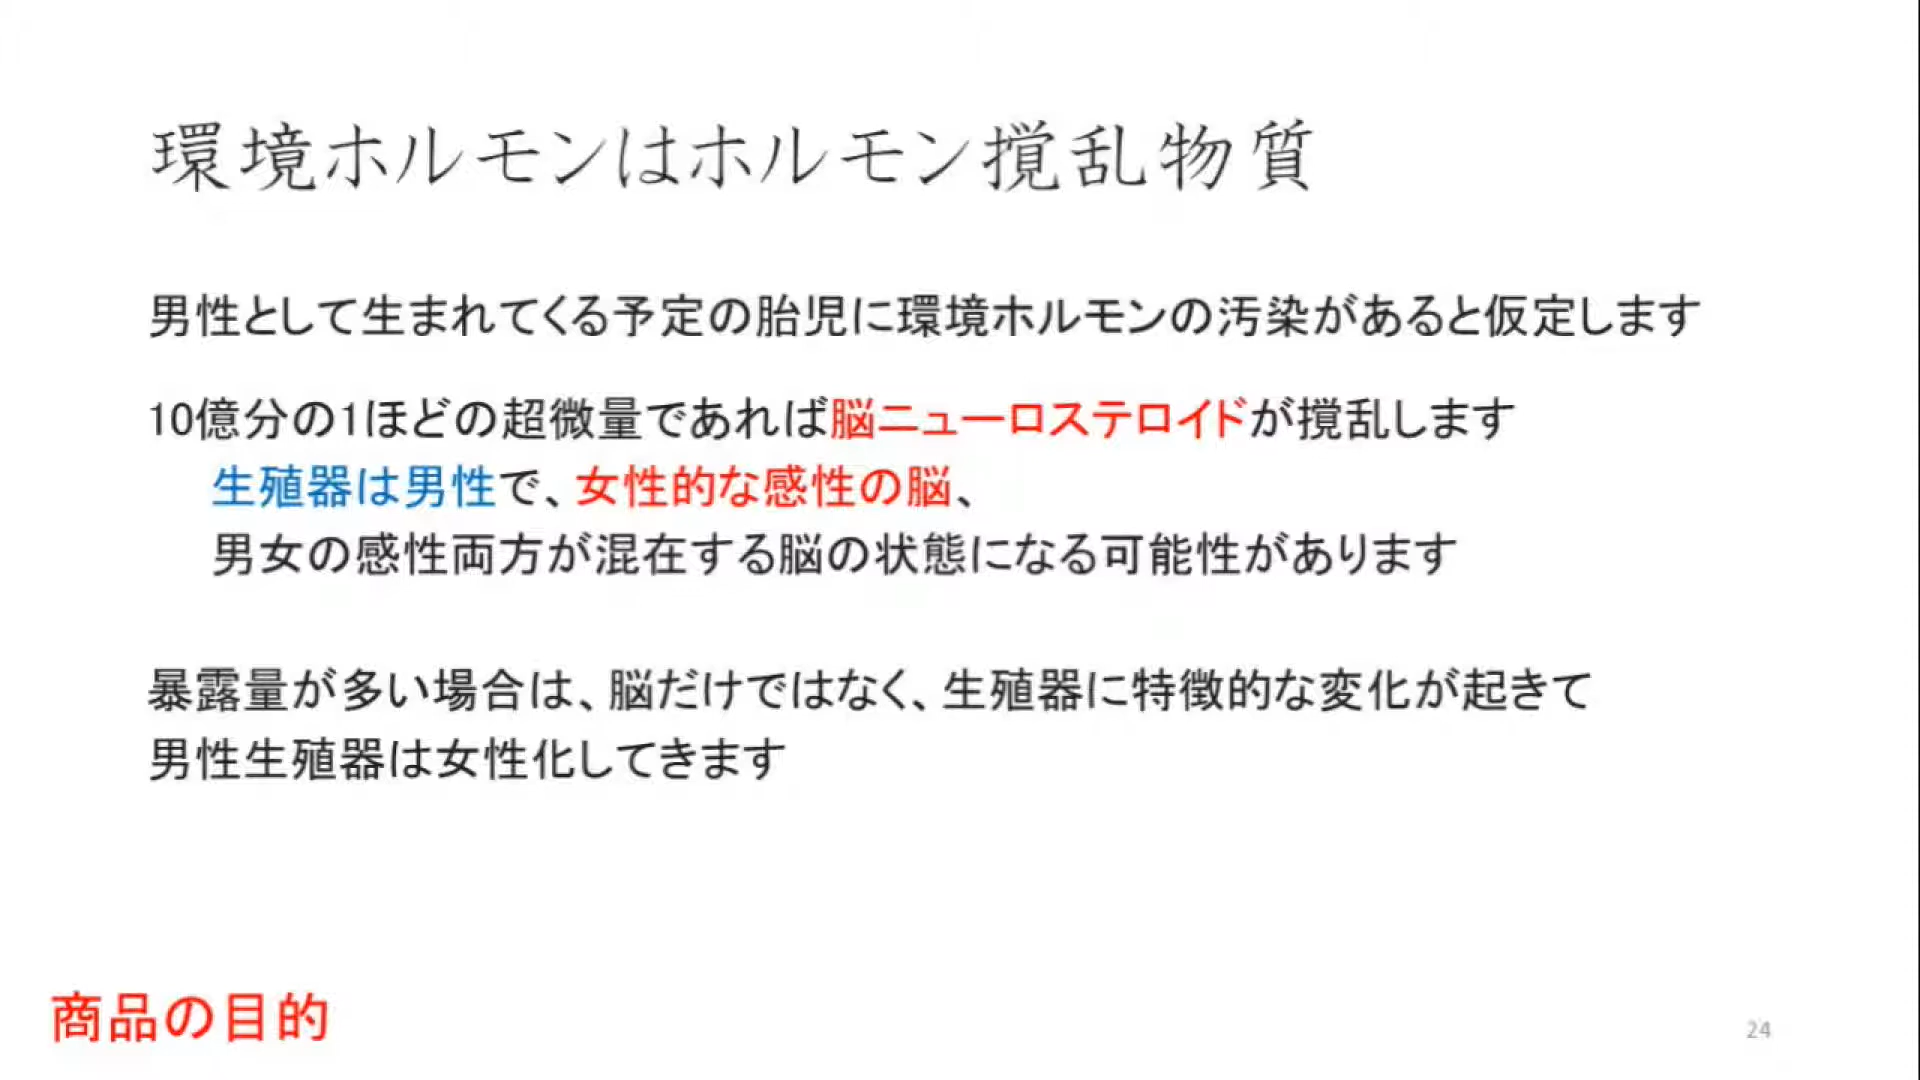 環境ホルモンはホルモン撹乱物質
男性として生まれてくる予定の胎児に環境ホルモンの汚染があると仮定します
10億分の1ほどの超微量であれば脳ニューロステロイドが撹乱します
生殖器は男性で、女性的な感性の脳、
男女の感性両方が混在する脳の状態になる可能性があります
暴露量が多い場合は、脳だけではなく、生殖器に特徴的な変化が起きて
男性生殖器は女性化してきます
商品の目的
24